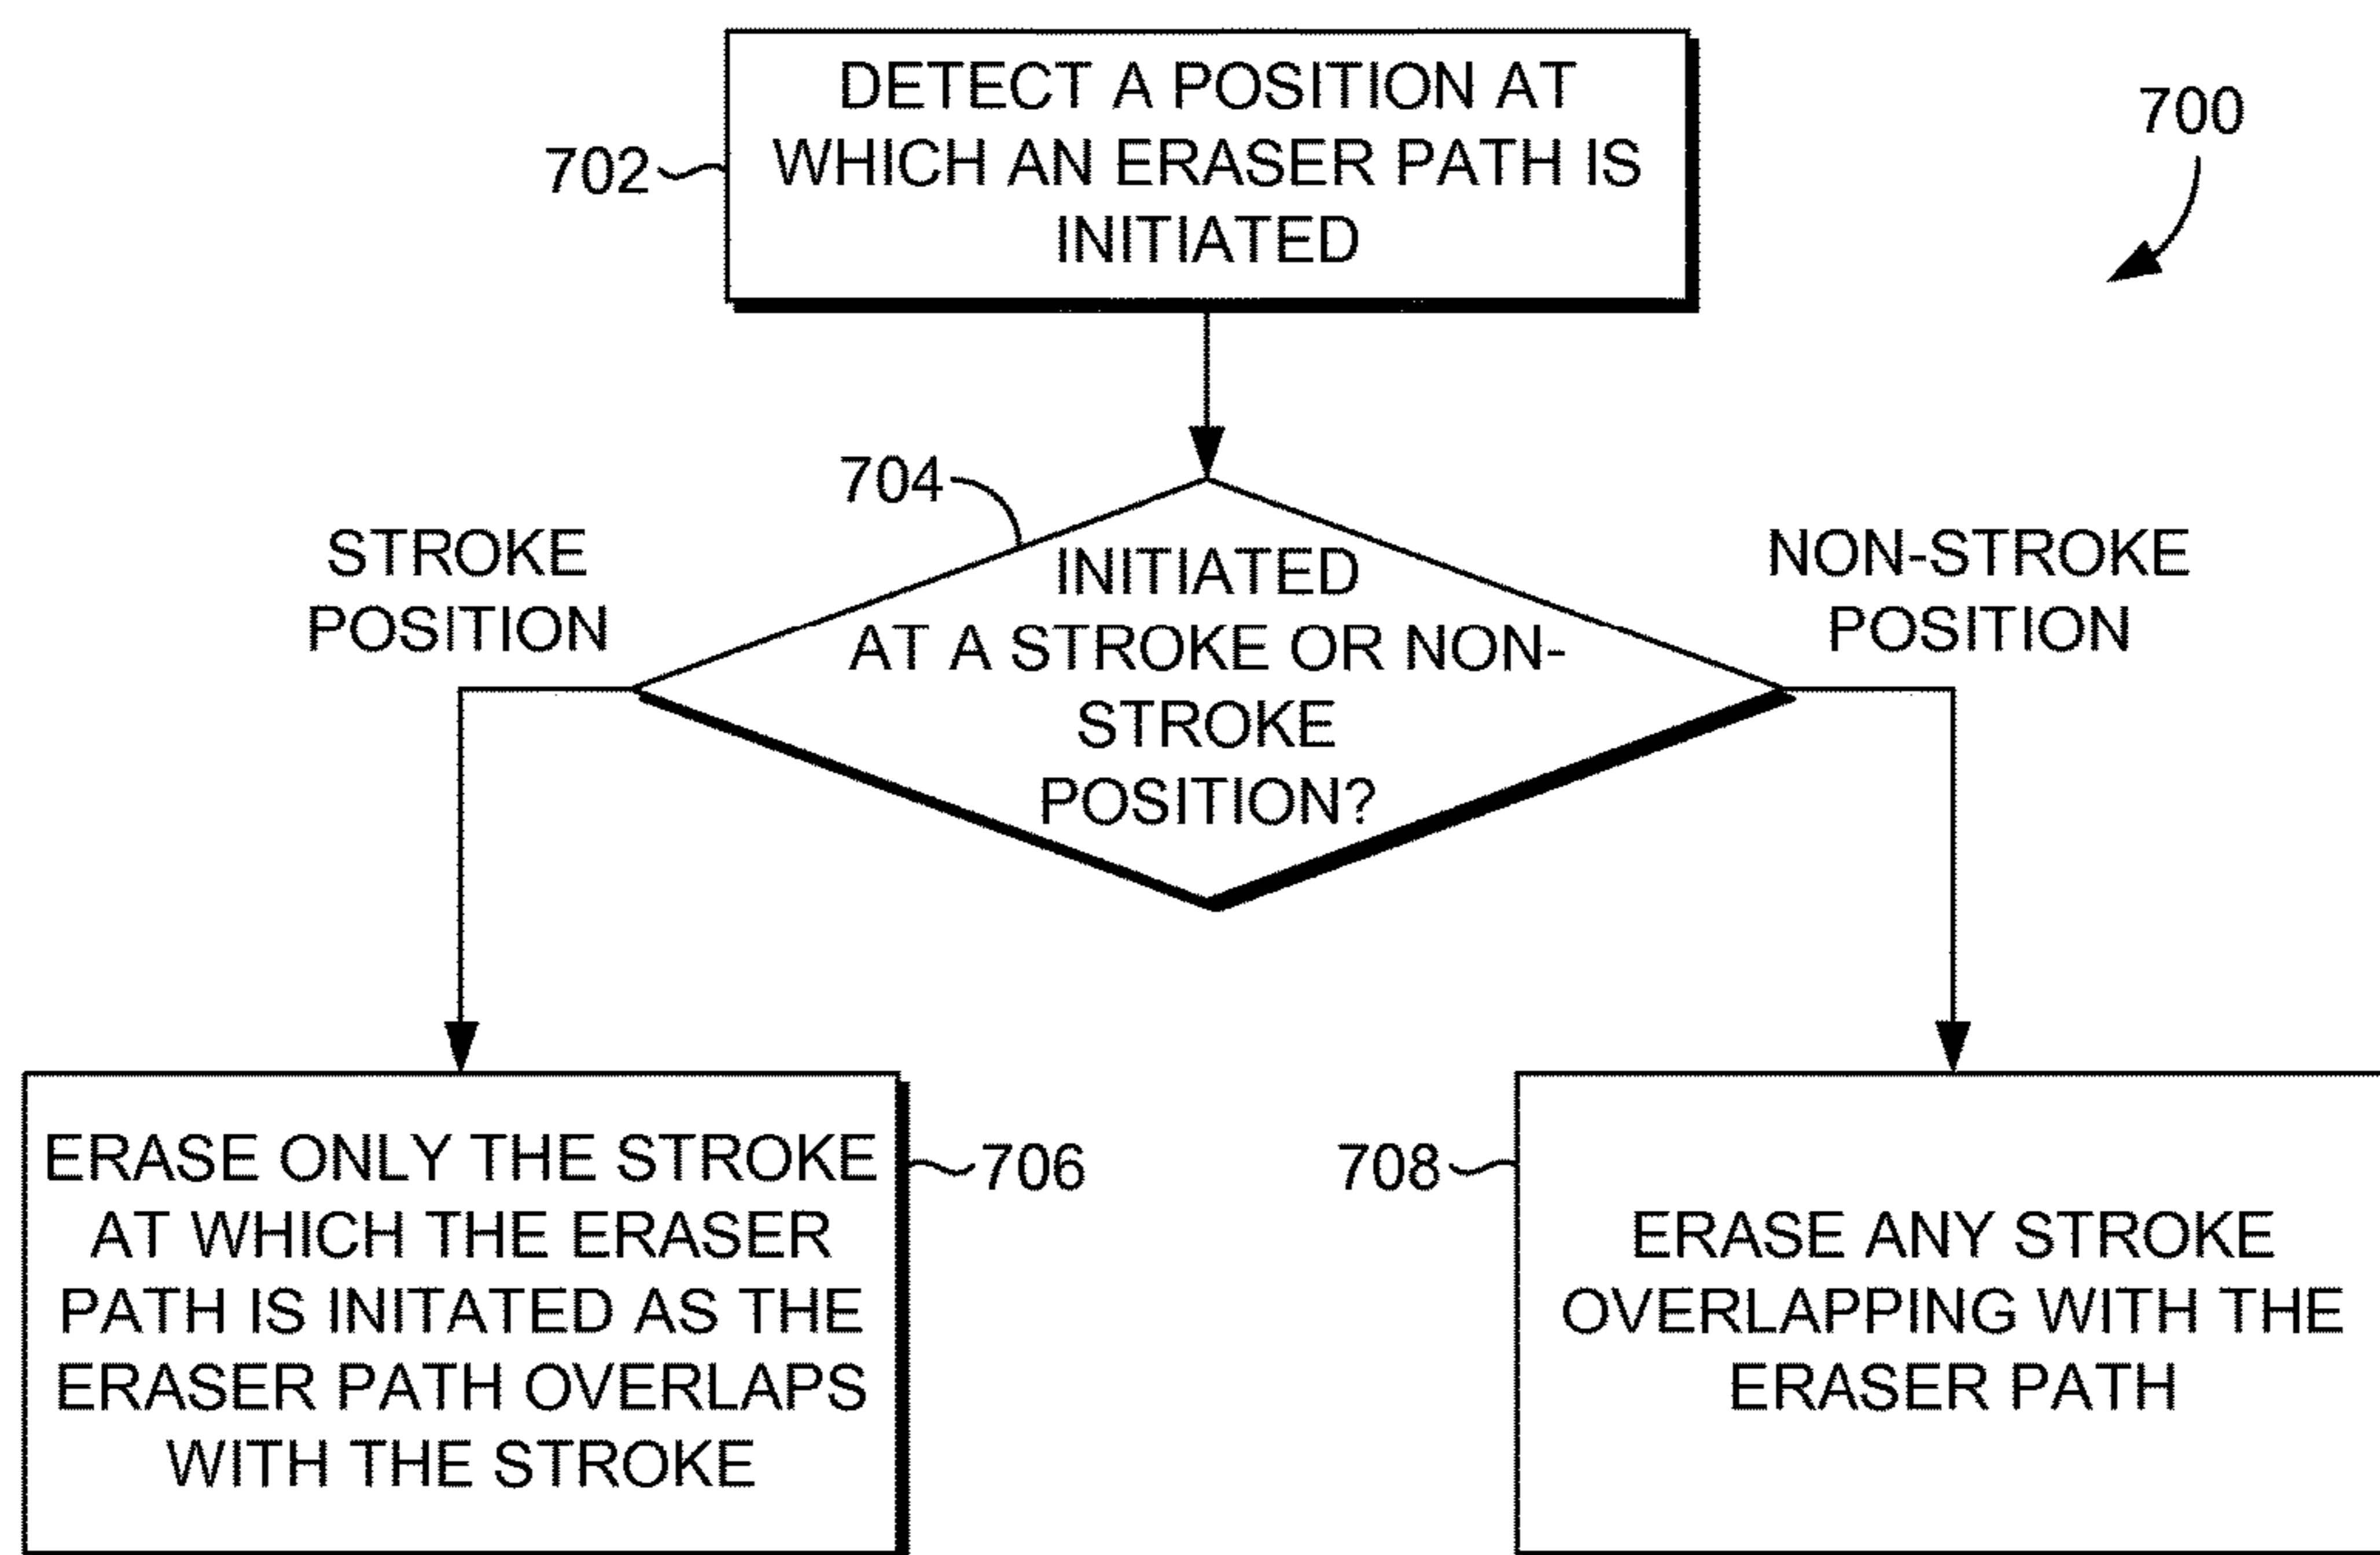 DETECT A POSITION AT
WHICH AN ERASER PATH IS
INITIATED
702
700
704
STROKE
POSITION
INITIATED
AT A STROKE OR NON-
STROKE
POSITION?
NON-STROKE
POSITION
ERASE ONLY THE STROKE
AT WHICH THE ERASER
PATH IS INITATED AS THE
ERASER PATH OVERLAPS
WITH THE STROKE
706
708
ERASE ANY STROKE
OVERLAPPING WITH THE
ERASER PATH